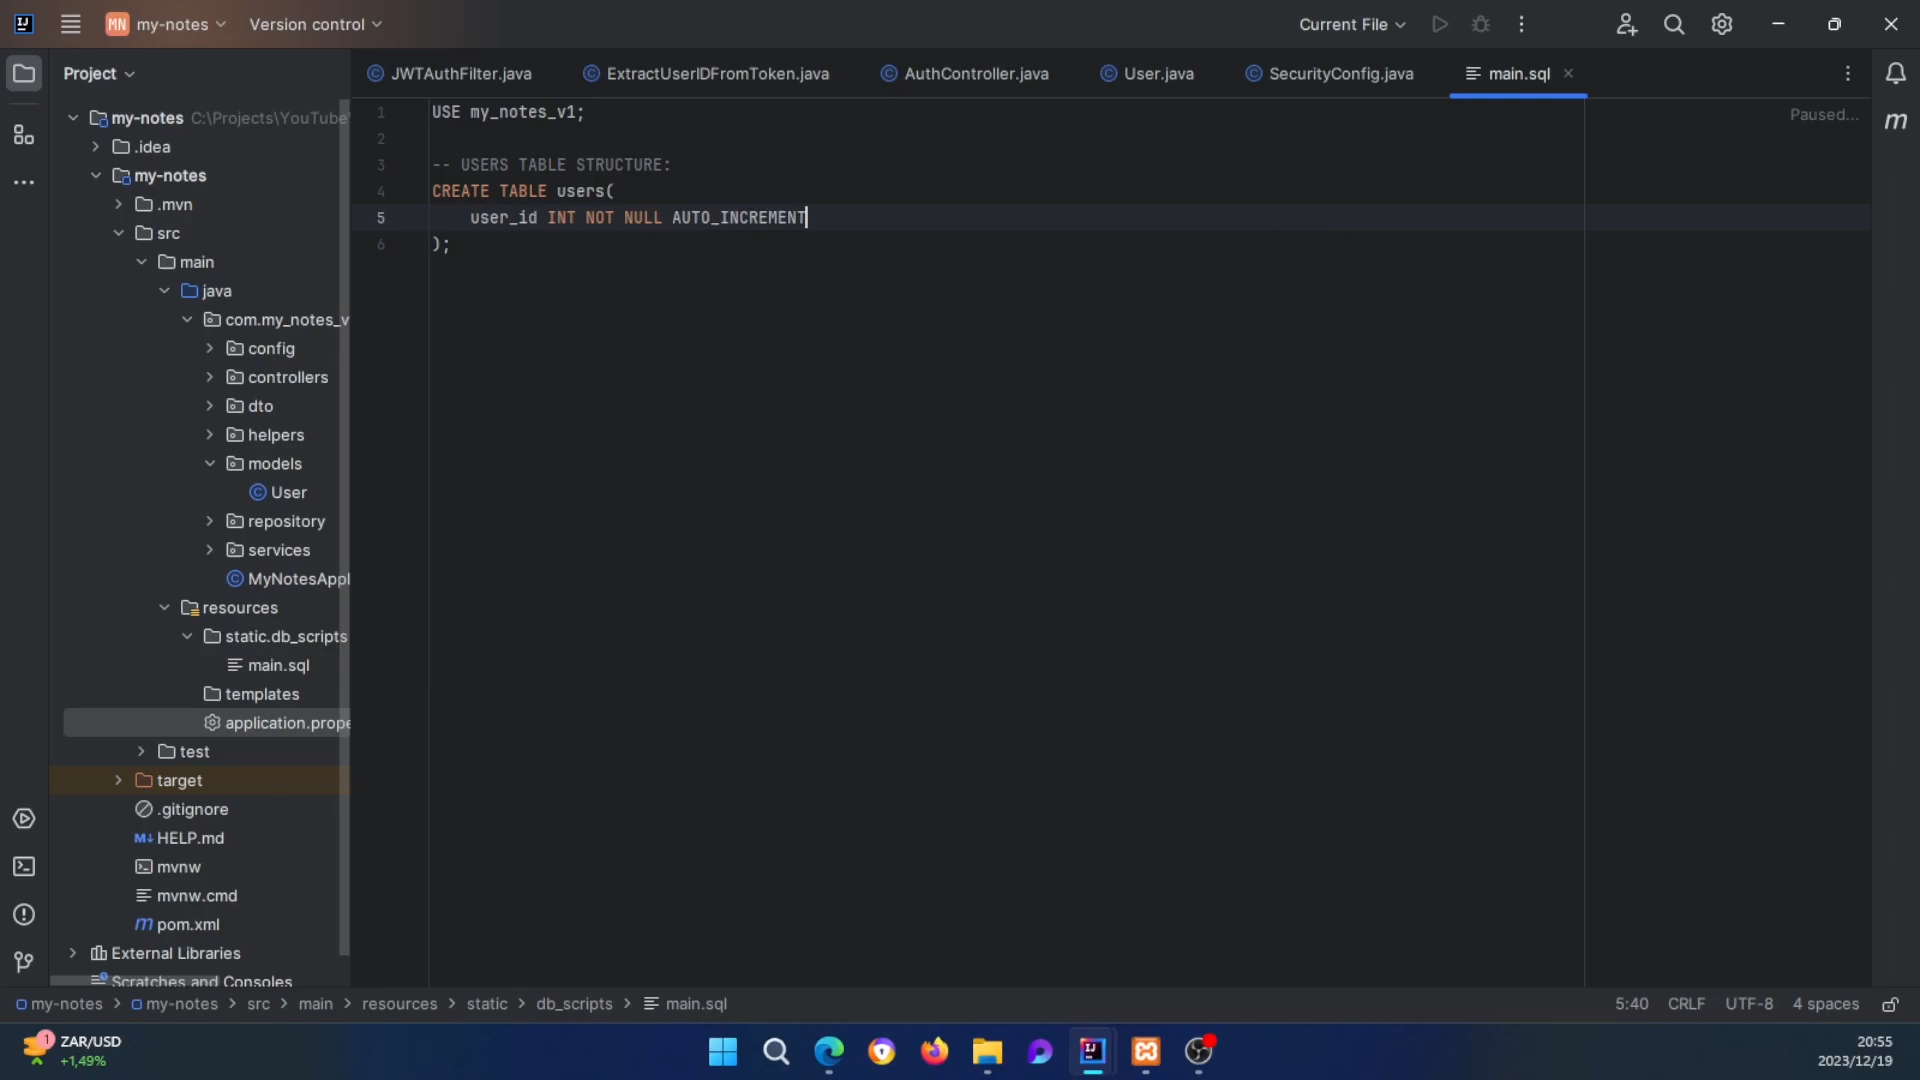 MN my-notes Version control Current File
Project
JWTAuthFilter.java ExtractUserIDFromToken.java AuthController.java User.java SecurityConfig.java main.sql
Paused...
my-notes C:\Projects\YouTube
.idea
my-notes
.mvn
src
main
java
com.my_notes_v
config
controllers
dto
helpers
models
User
repository
services
MyNotesAppl
resources
static.db_scripts
main.sql
templates
application.prope
test
target
.gitignore
HELP.md
mvnw
mvnw.cmd
pom.xml
External Libraries
Scratches and Consoles
1 USE my_notes_v1;
2
3 -- USERS TABLE STRUCTURE:
4 CREATE TABLE users(
5 user_id INT NOT NULL AUTO_INCREMENT
6 );
my-notes > my-notes > src > main > resources > static > db_scripts > main.sql
5:40 CRLF UTF-8 4 spaces
1 ZAR/USD
+1,49%
20:55
2023/12/19